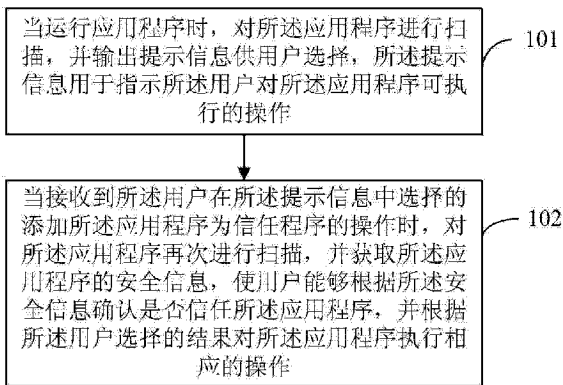 当运行应用程序时，对所述应用程序进行扫
描，并输出提示信息供用户选择，所述提示
信息用于指示所述用户对所述应用程序可执
行的操作
101
当接收到所述用户在所述提示信息中选择的
添加所述应用程序为信任程序的操作时，对
所述应用程序再次进行扫描，并获取所述应
用程序的安全信息，使用户能够根据所述安
全信息确认是否信任所述应用程序，并根据
所述用户选择的结果对所述应用程序执行相
应的操作
102